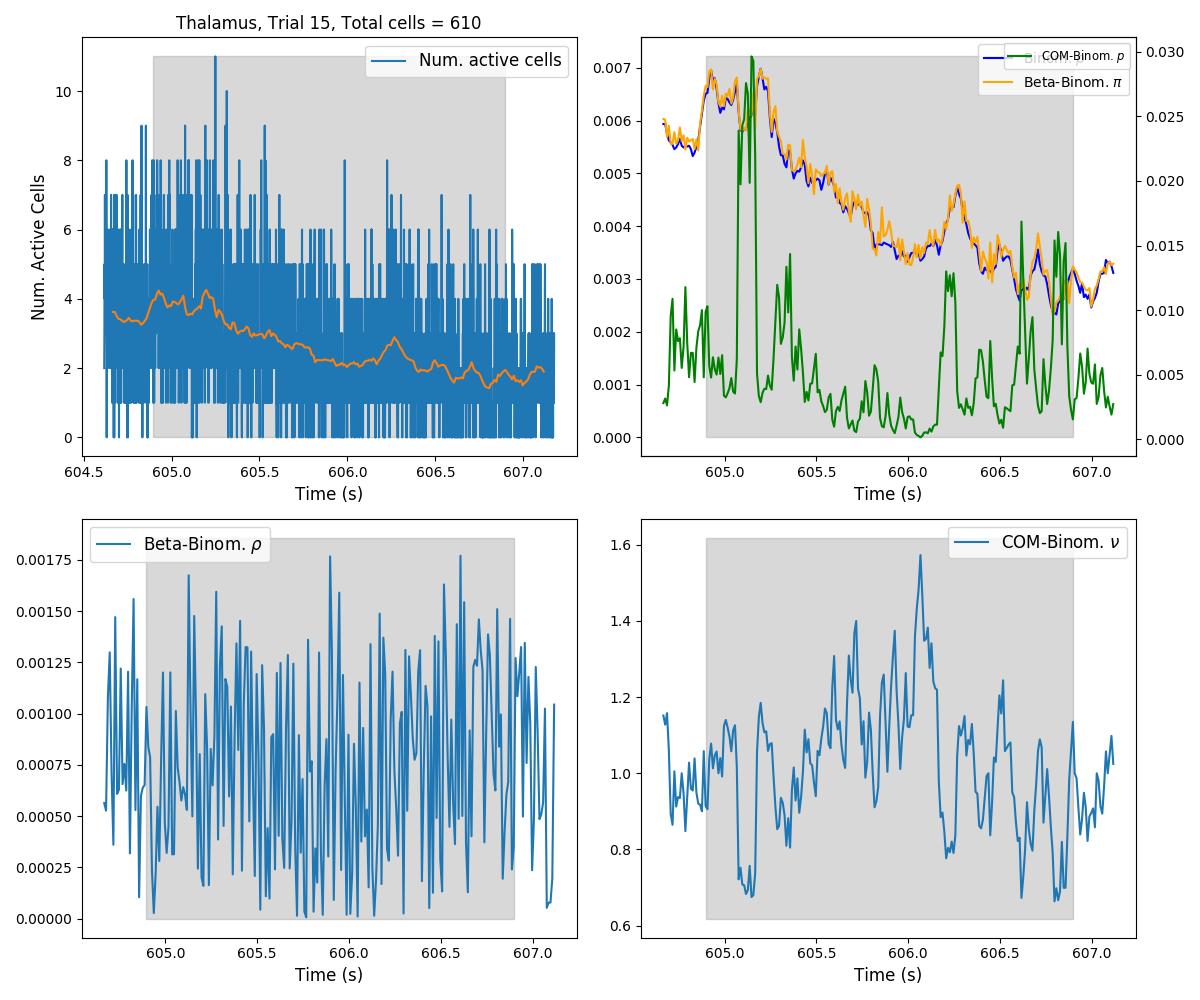 Thalamus, Trial 15, Total cells = 610
Num. Active Cells
10
8
6
4
2
0
Num. active cells
604.5 605.0 605.5 606.0 606.5 607.0
Time (s)
0.007
0.006
0.005
0.004
0.003
0.002
0.001
0.000
COM-Binom. p
Beta-Binom. π
0.030
0.025
0.020
0.015
0.010
0.005
0.000
605.0 605.5 606.0 606.5 607.0
Time (s)
0.00175
0.00150
0.00125
0.00100
0.00075
0.00050
0.00025
0.00000
Beta-Binom. ρ
605.0 605.5 606.0 606.5 607.0
Time (s)
1.6
1.4
1.2
1.0
0.8
0.6
COM-Binom. ν
605.0 605.5 606.0 606.5 607.0
Time (s)